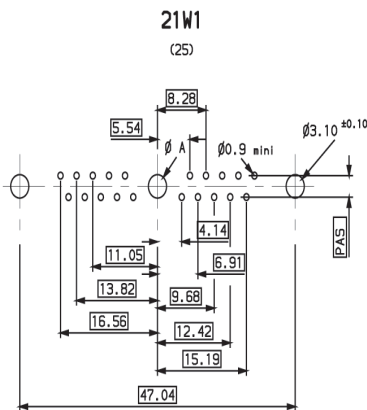 21W1
(25)
8.28
5.54
Ø A
Ø0.9 mini
Ø3.10 ±0.10
4.14
PAS
11.05
6.91
13.82
9.68
16.56
12.42
15.19
47.04